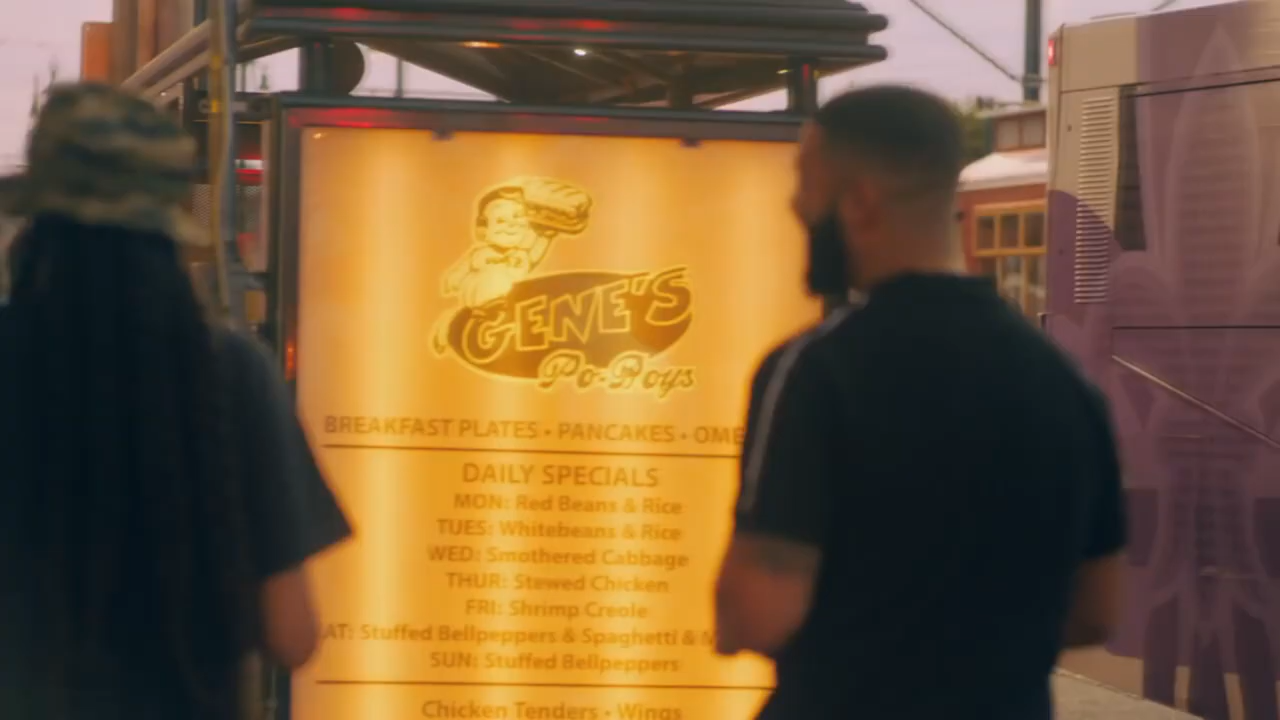 GENE'S
Po-Boys
BREAKFAST PLATES • PANCAKES • OME
DAILY SPECIALS
MON: Red Beans & Rice
TUES: Whitebeans & Rice
WED: Smothered Cabbage
THUR: Stewed Chicken
FRI: Shrimp Creole
AT: Stuffed Bellpeppers & Spaghetti & M
SUN: Stuffed Bellpeppers
Chicken Tenders • Wings